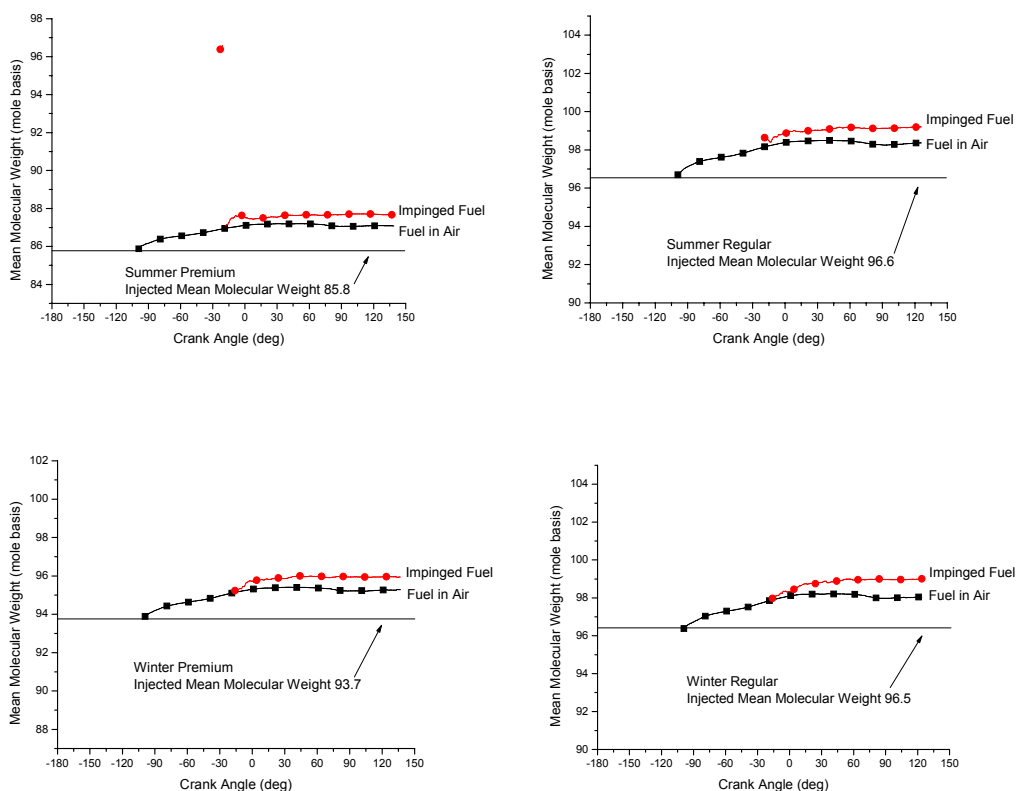 98
96
94
92
90
88
86
84
Mean Molecular Weight (mole basis)
Impinged Fuel
Fuel in Air
Summer Premium
Injected Mean Molecular Weight 85.8
-180 -150 -120 -90 -60 -30 0 30 60 90 120 150
Crank Angle (deg)
104
102
100
98
96
94
92
90
Mean Molecular Weight (mole basis)
Impinged Fuel
Fuel in Air
Summer Regular
Injected Mean Molecular Weight 96.6
-180 -150 -120 -90 -60 -30 0 30 60 90 120 150
Crank Angle (deg)
102
100
98
96
94
92
90
88
Mean Molecular Weight (mole basis)
Impinged Fuel
Fuel in Air
Winter Premium
Injected Mean Molecular Weight 93.7
-180 -150 -120 -90 -60 -30 0 30 60 90 120 150
Crank Angle (deg)
104
102
100
98
96
94
92
90
Mean Molecular Weight (mole basis)
Impinged Fuel
Fuel in Air
Winter Regular
Injected Mean Molecular Weight 96.5
-180 -150 -120 -90 -60 -30 0 30 60 90 120 150
Crank Angle (deg)